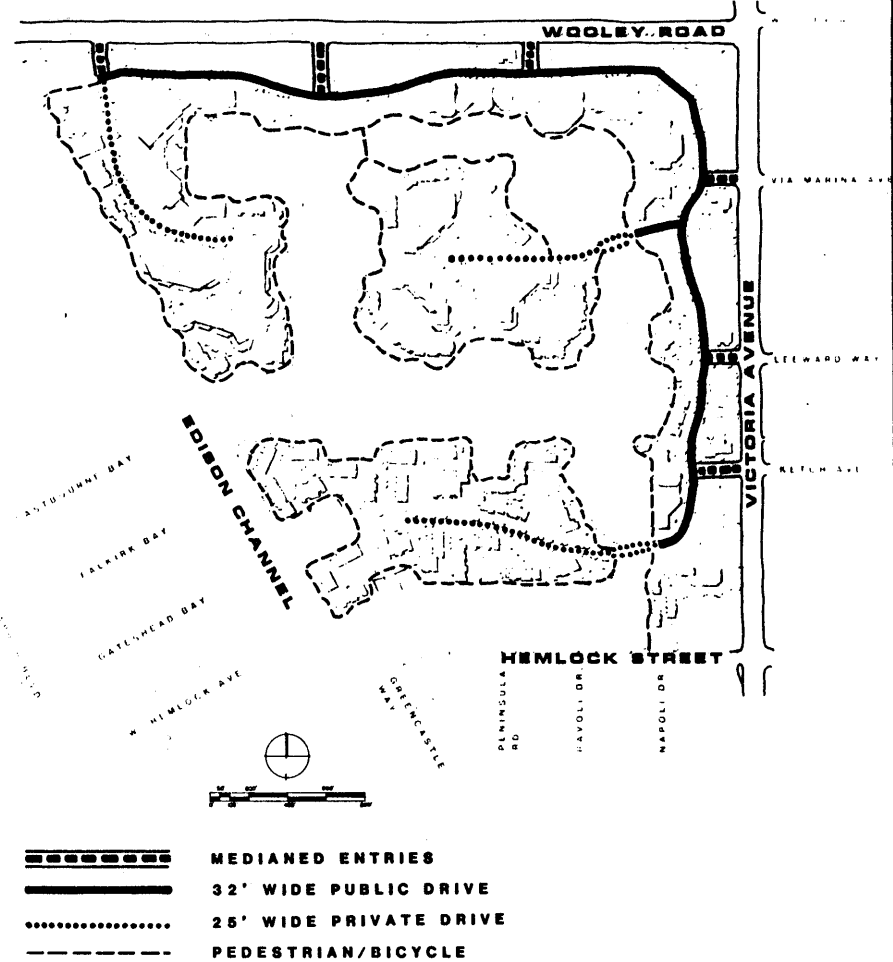 WOOLEY ROAD
VIA MARINA AVE
VICTORIA AVENUE
LEEWARD WAY
KETCH AVE
EDISON CHANNEL
FALKIRK BAY
GATESHEAD BAY
W. HEMLOCK AVE
HEMLOCK STREET
GREENCASTLE
WAY
PENINSULA
RD
NAPOLI DR
MEDIANED ENTRIES
32' WIDE PUBLIC DRIVE
25' WIDE PRIVATE DRIVE
PEDESTRIAN/BICYCLE